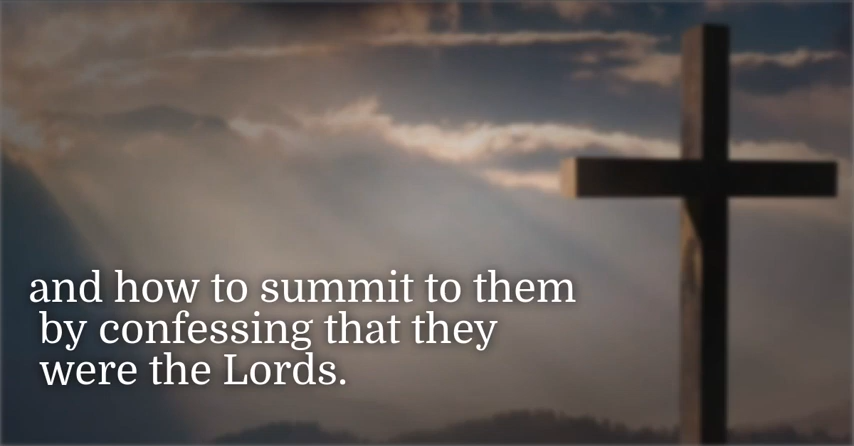 and how to summit to them
by confessing that they
were the Lords.